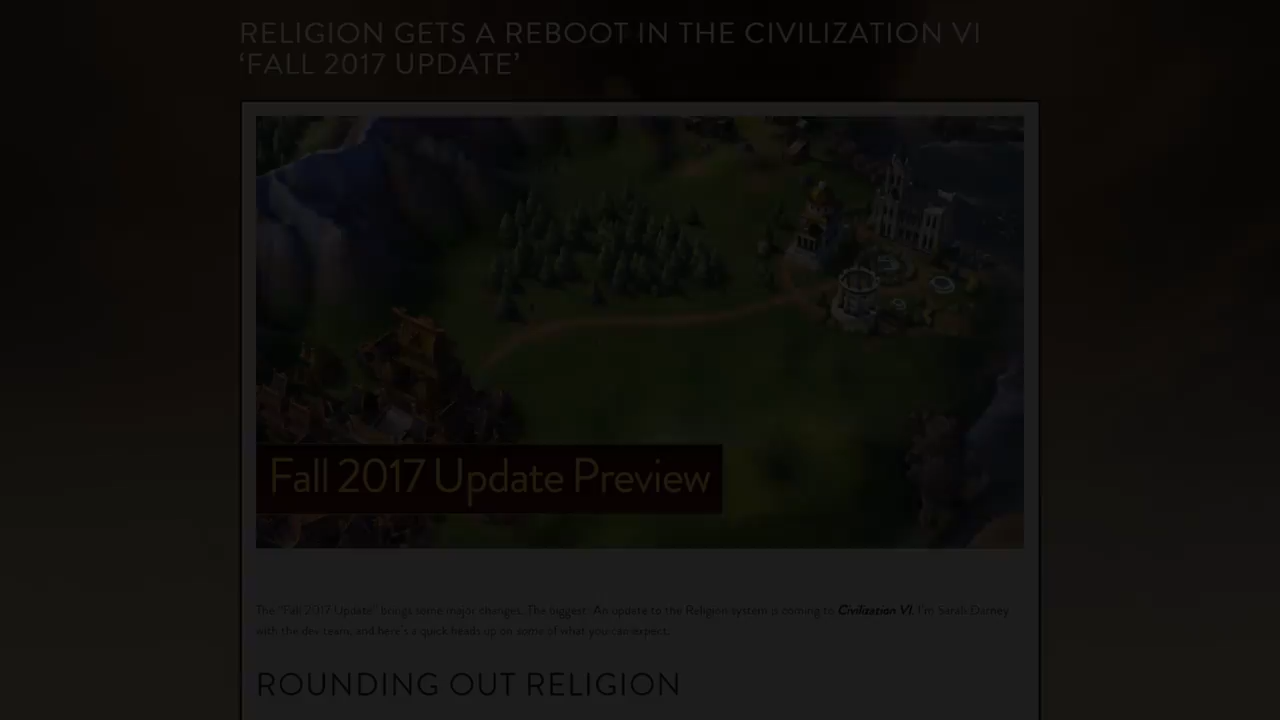 RELIGION GETS A REBOOT IN THE CIVILIZATION VI
‘FALL 2017 UPDATE’
Fall 2017 Update Preview
The “Fall 2017 Update” brings some major changes. The biggest: An update to the Religion system is coming to Civilization VI. I’m Sarah Darney
with the dev team, and here’s a quick heads up on some of what you can expect.
ROUNDING OUT RELIGION